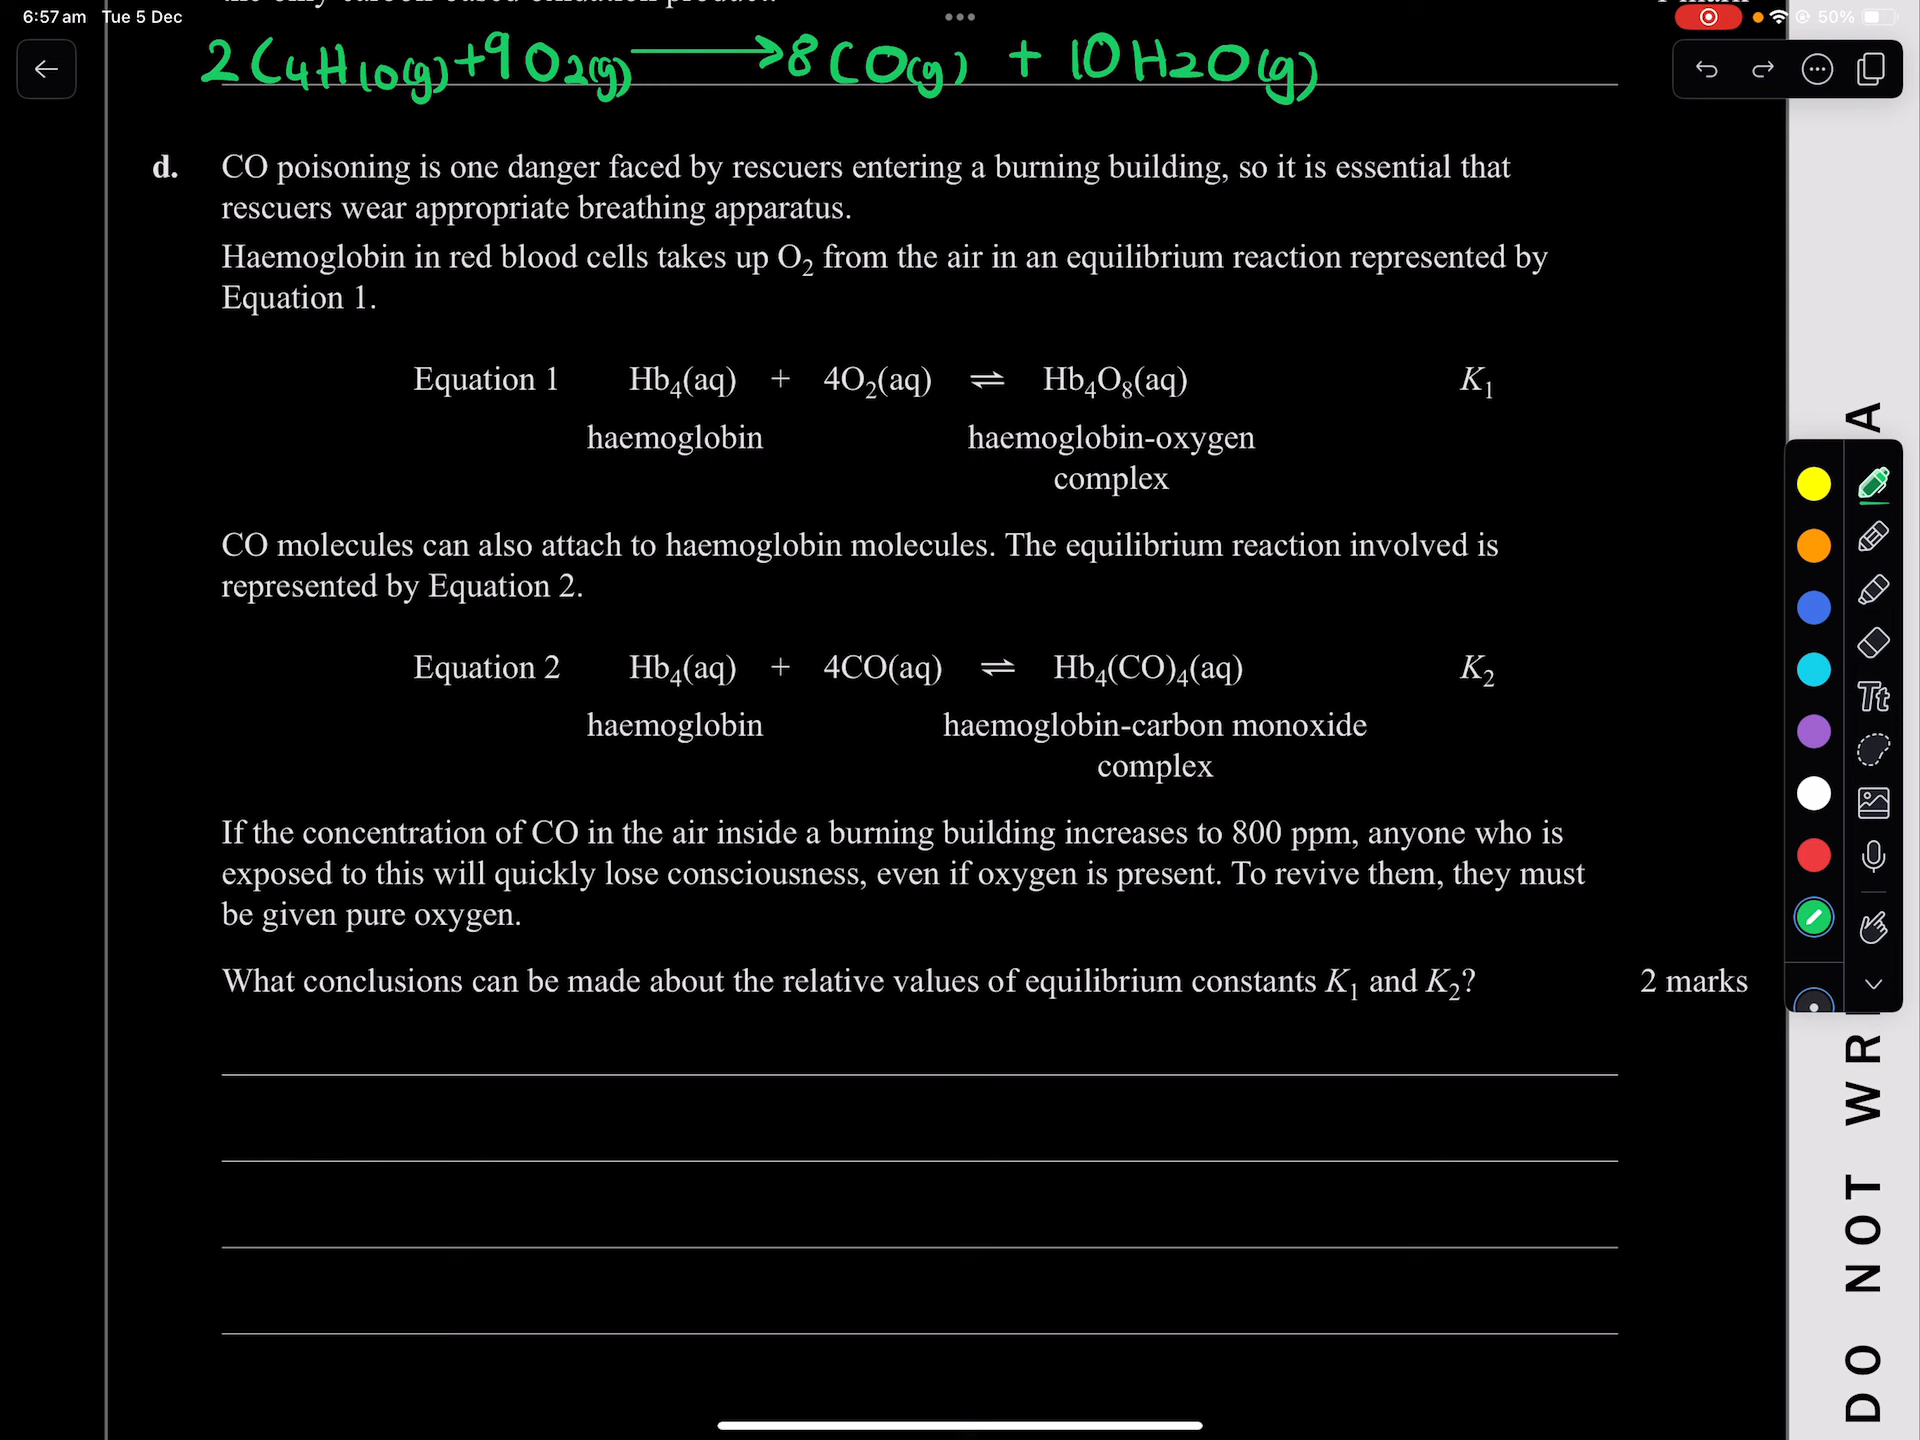 6:57 am Tue 5 Dec
50%
2C4H10(g) + 9O2(g) → 8CO(g) + 10H2O(g)
d. CO poisoning is one danger faced by rescuers entering a burning building, so it is essential that
rescuers wear appropriate breathing apparatus.
Haemoglobin in red blood cells takes up O₂ from the air in an equilibrium reaction represented by
Equation 1.
Equation 1 Hb₄(aq) + 4O₂(aq) ⇌ Hb₄O₈(aq) K₁
haemoglobin haemoglobin-oxygen
complex
CO molecules can also attach to haemoglobin molecules. The equilibrium reaction involved is
represented by Equation 2.
Equation 2 Hb₄(aq) + 4CO(aq) ⇌ Hb₄(CO)₄(aq) K₂
haemoglobin haemoglobin-carbon monoxide
complex
If the concentration of CO in the air inside a burning building increases to 800 ppm, anyone who is
exposed to this will quickly lose consciousness, even if oxygen is present. To revive them, they must
be given pure oxygen.
What conclusions can be made about the relative values of equilibrium constants K₁ and K₂? 2 marks
Tt
DO NOT WR
A